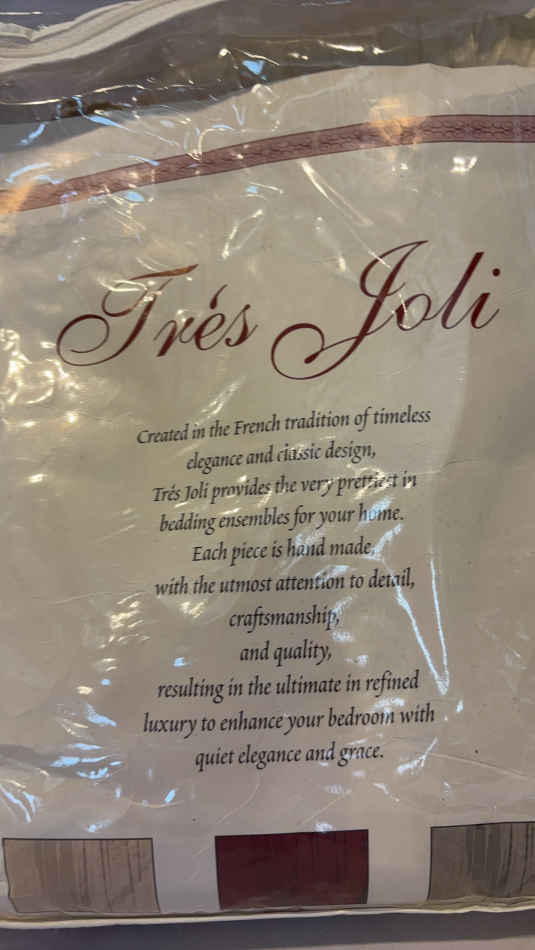 Trés Joli
Created in the French tradition of timeless
elegance and classic design,
Trés Joli provides the very prettiest in
bedding ensembles for your home.
Each piece is hand made,
with the utmost attention to detail,
craftsmanship,
and quality,
resulting in the ultimate in refined
luxury to enhance your bedroom with
quiet elegance and grace.